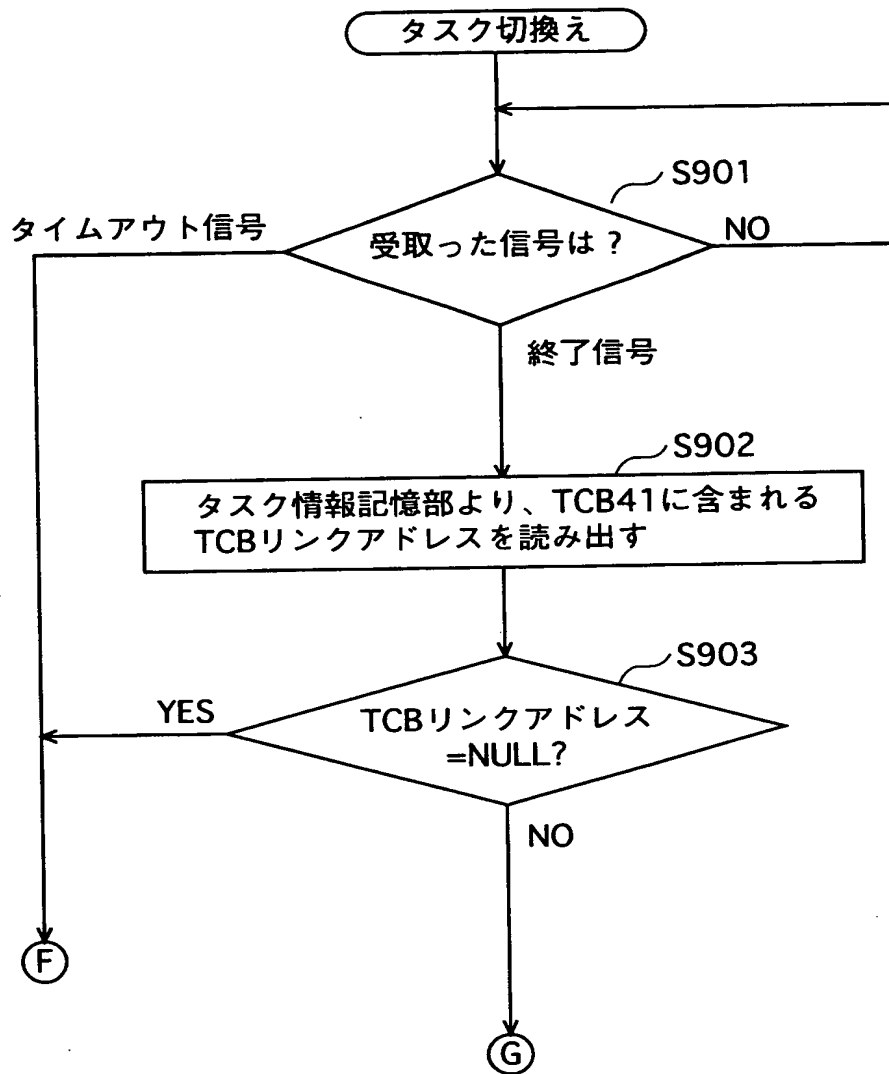 タスク切換え
S901
タイムアウト信号
受取った信号は？
NO
終了信号
S902
タスク情報記憶部より、TCB41に含まれる
TCBリンクアドレスを読み出す
S903
YES
TCBリンクアドレス
=NULL?
NO
F
G